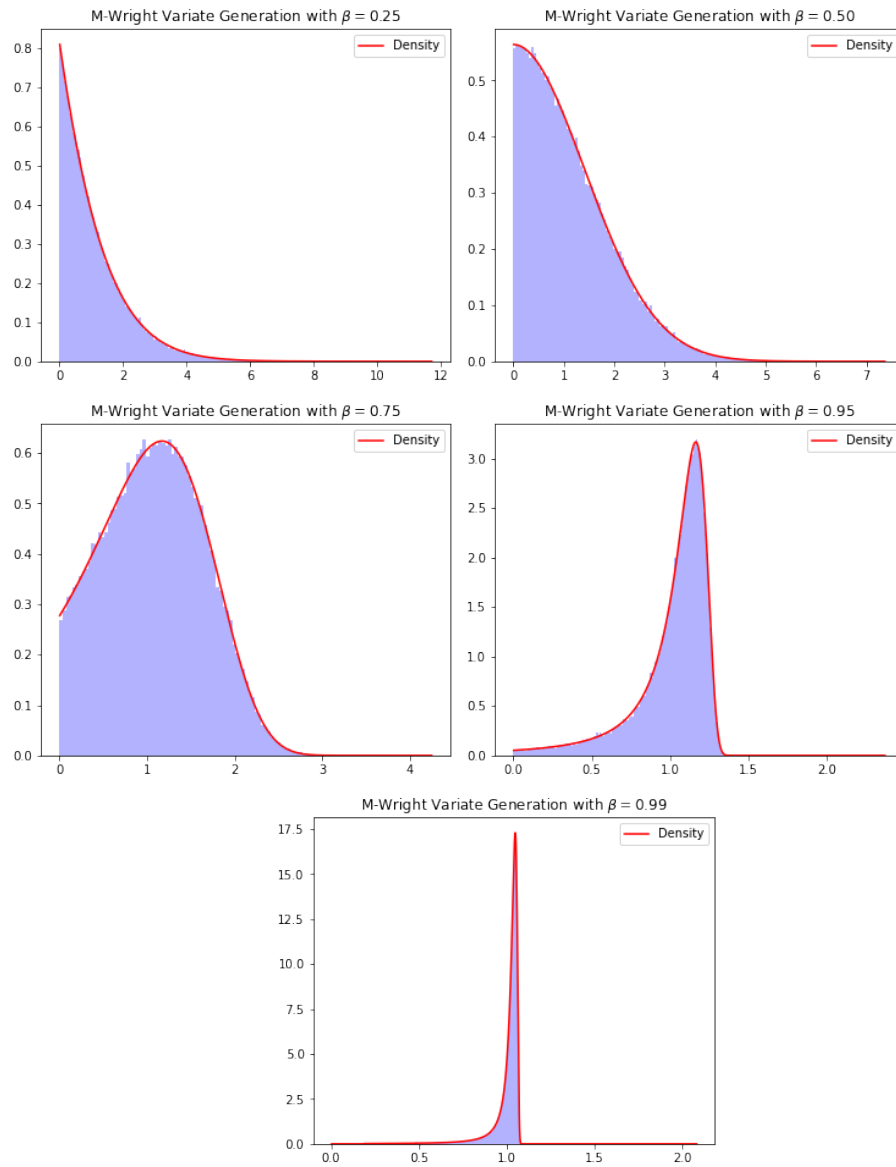 M-Wright Variate Generation with β = 0.25
Density
0.8
0.7
0.6
0.5
0.4
0.3
0.2
0.1
0.0
0 2 4 6 8 10 12
M-Wright Variate Generation with β = 0.50
Density
0.5
0.4
0.3
0.2
0.1
0.0
0 1 2 3 4 5 6 7
M-Wright Variate Generation with β = 0.75
Density
0.6
0.5
0.4
0.3
0.2
0.1
0.0
0 1 2 3 4
M-Wright Variate Generation with β = 0.95
Density
3.0
2.5
2.0
1.5
1.0
0.5
0.0
0.0 0.5 1.0 1.5 2.0
M-Wright Variate Generation with β = 0.99
Density
17.5
15.0
12.5
10.0
7.5
5.0
2.5
0.0
0.0 0.5 1.0 1.5 2.0